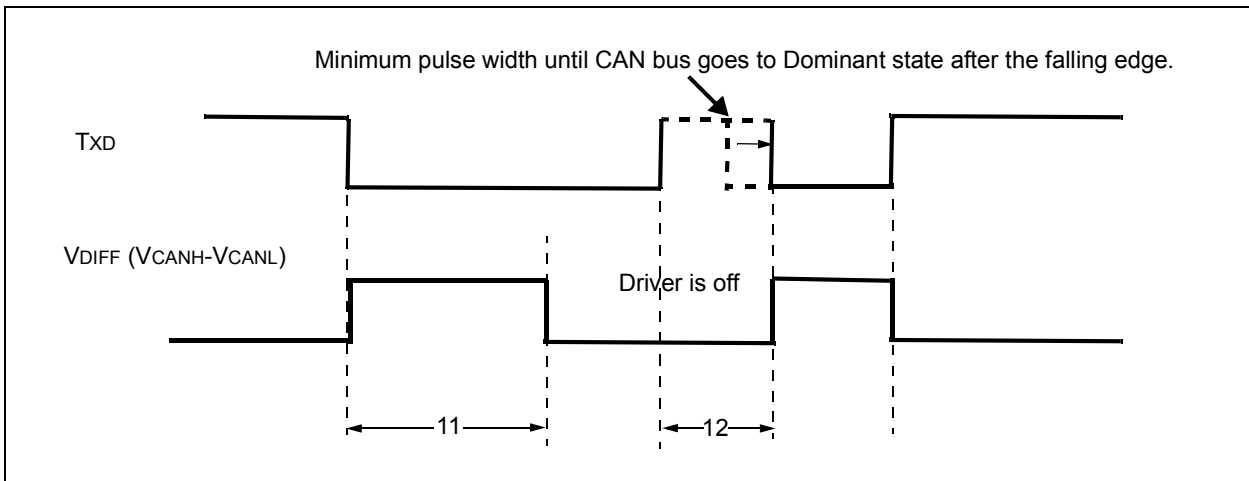 Minimum pulse width until CAN bus goes to Dominant state after the falling edge.
TXD
VDIFF (VCANH-VCANL)
Driver is off
11
12